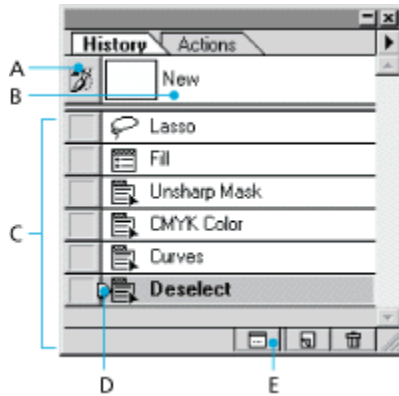 History Actions
A
B
New
Lasso
Fill
Unsharp Mask
C
CMYK Color
Curves
Deselect
D E